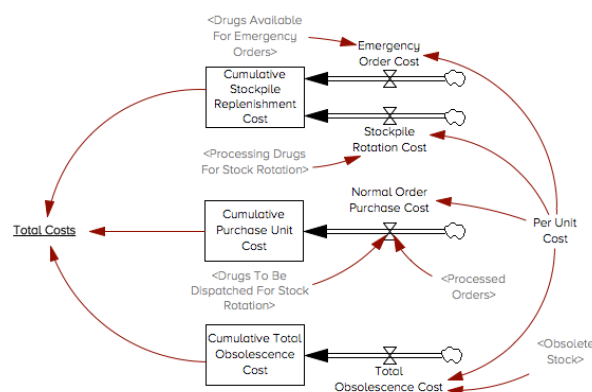 <Drugs Available
For Emergency
Orders>
Emergency
Order Cost
Cumulative
Stockpile
Replenishment
Cost
Stockpile
Rotation Cost
<Processing Drugs
For Stock Rotation>
Normal Order
Purchase Cost
Total Costs
Cumulative
Purchase Unit
Cost
Per Unit
Cost
<Drugs To Be
Dispatched For Stock
Rotation>
<Processed
Orders>
Cumulative Total
Obsolescence Cost
<Obsolete
Stock>
Total
Obsolescence Cost